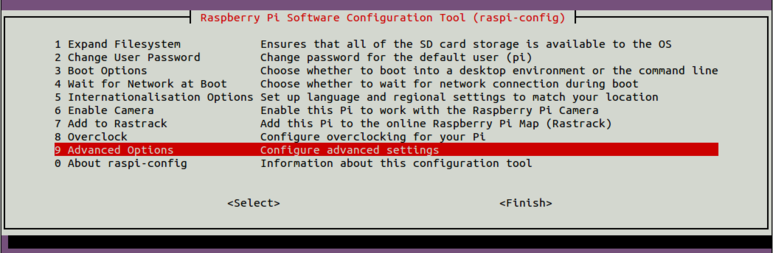 Raspberry Pi Software Configuration Tool (raspi-config)
1 Expand Filesystem Ensures that all of the SD card storage is available to the OS
2 Change User Password Change password for the default user (pi)
3 Boot Options Choose whether to boot into a desktop environment or the command line
4 Wait for Network at Boot Choose whether to wait for network connection during boot
5 Internationalisation Options Set up language and regional settings to match your location
6 Enable Camera Enable this Pi to work with the Raspberry Pi Camera
7 Add to Rastrack Add this Pi to the online Raspberry Pi Map (Rastrack)
8 Overclock Configure overclocking for your Pi
9 Advanced Options Configure advanced settings
0 About raspi-config Information about this configuration tool
<Select> <Finish>